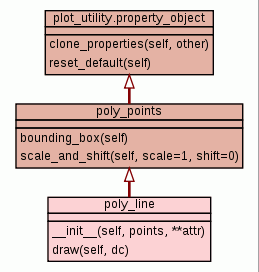 plot_utility.property_object
clone_properties(self, other)
reset_default(self)
poly_points
bounding_box(self)
scale_and_shift(self, scale=1, shift=0)
poly_line
__init__(self, points, **attr)
draw(self, dc)